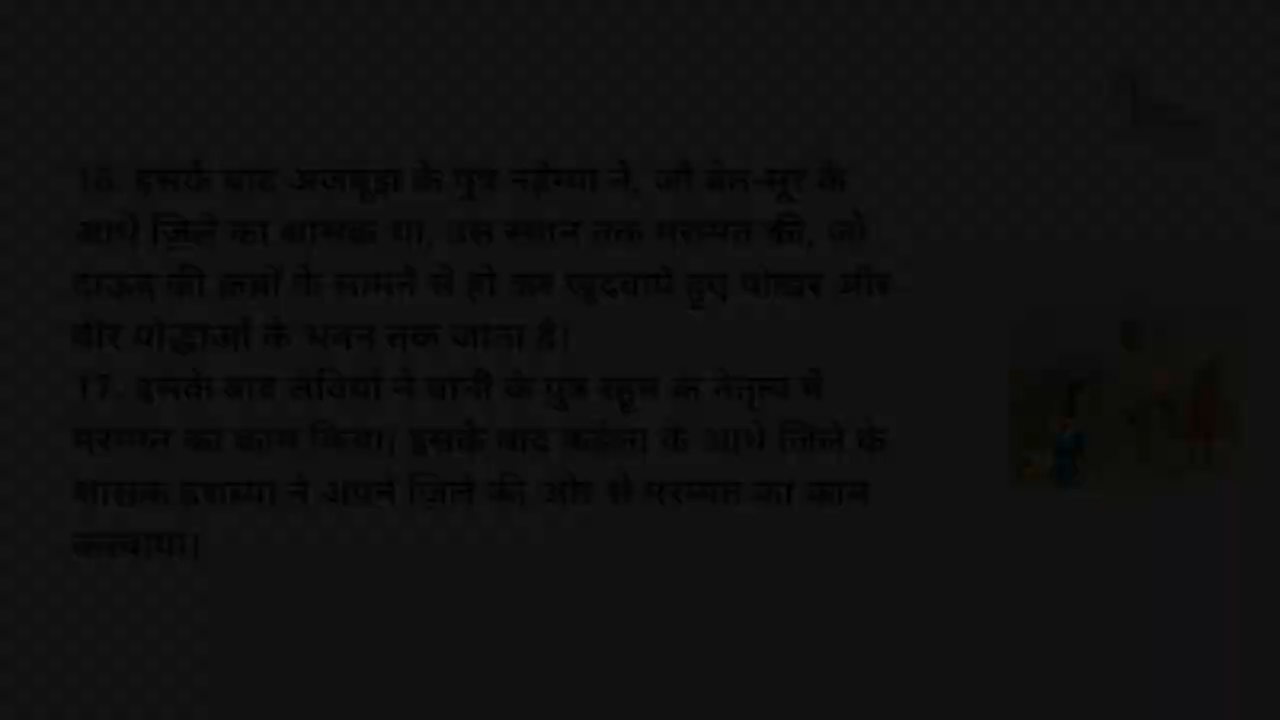 16. इसके बाद अजबूक़ के पुत्र नहेम्या ने, जो बेत-सूर के
आधे ज़िले का शासक था, उस स्थान तक मरम्मत की, जो
दाऊद की क़ब्रों के सामने से हो कर खुदवाये हुए पोखर और
वीर योद्धाओं के भवन तक जाता है।
17. इसके बाद लेवियों ने बानी के पुत्र रहूम के नेतृत्व में
मरम्मत का काम किया। इसके बाद कईला के आधे ज़िले के
शासक हशब्या ने अपने ज़िले की ओर से मरम्मत का काम
करवाया।